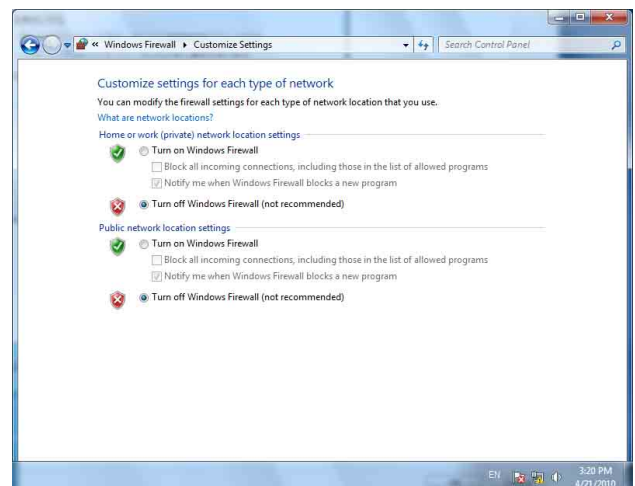 « Windows Firewall ▸ Customize Settings
Search Control Panel
Customize settings for each type of network
You can modify the firewall settings for each type of network location that you use.
What are network locations?
Home or work (private) network location settings
Turn on Windows Firewall
Block all incoming connections, including those in the list of allowed programs
Notify me when Windows Firewall blocks a new program
Turn off Windows Firewall (not recommended)
Public network location settings
Turn on Windows Firewall
Block all incoming connections, including those in the list of allowed programs
Notify me when Windows Firewall blocks a new program
Turn off Windows Firewall (not recommended)
EN
3:20 PM
4/21/2010